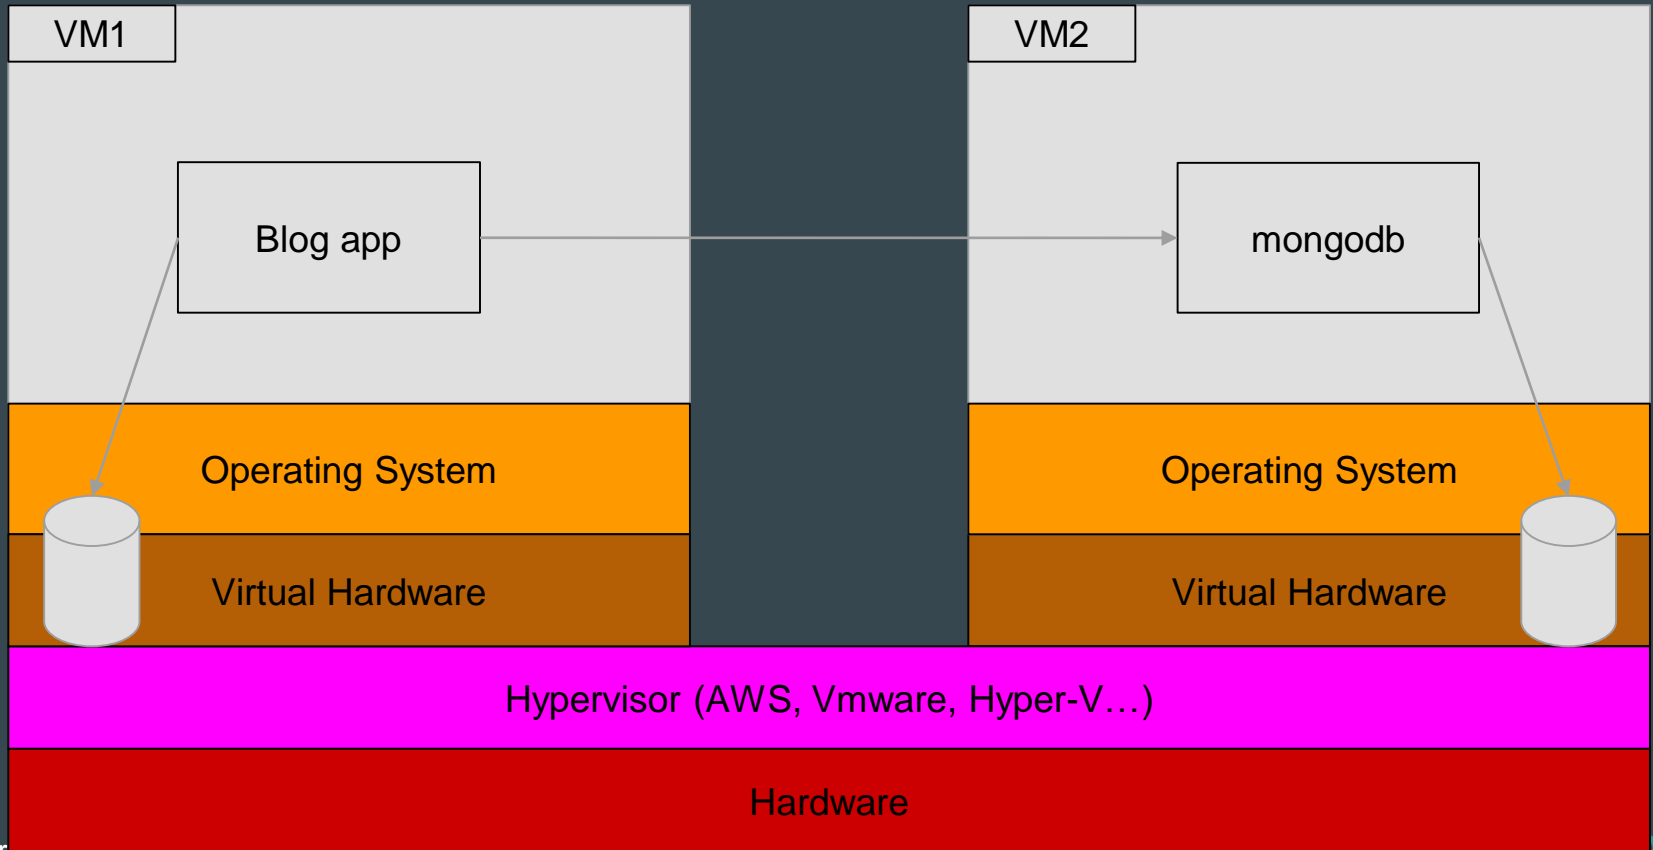 VM1
VM2
Blog app
mongodb
Operating System
Operating System
Virtual Hardware
Virtual Hardware
Hypervisor (AWS, Vmware, Hyper-V…)
Hardware